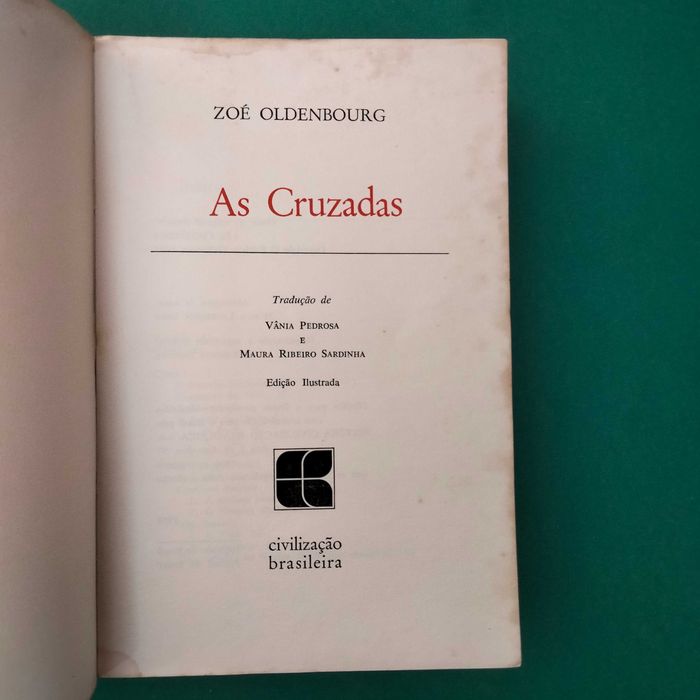 ZOÉ OLDENBOURG
As Cruzadas
Tradução de
VÂNIA PEDROSA
E
MAURA RIBEIRO SARDINHA
Edição Ilustrada
civilização
brasileira